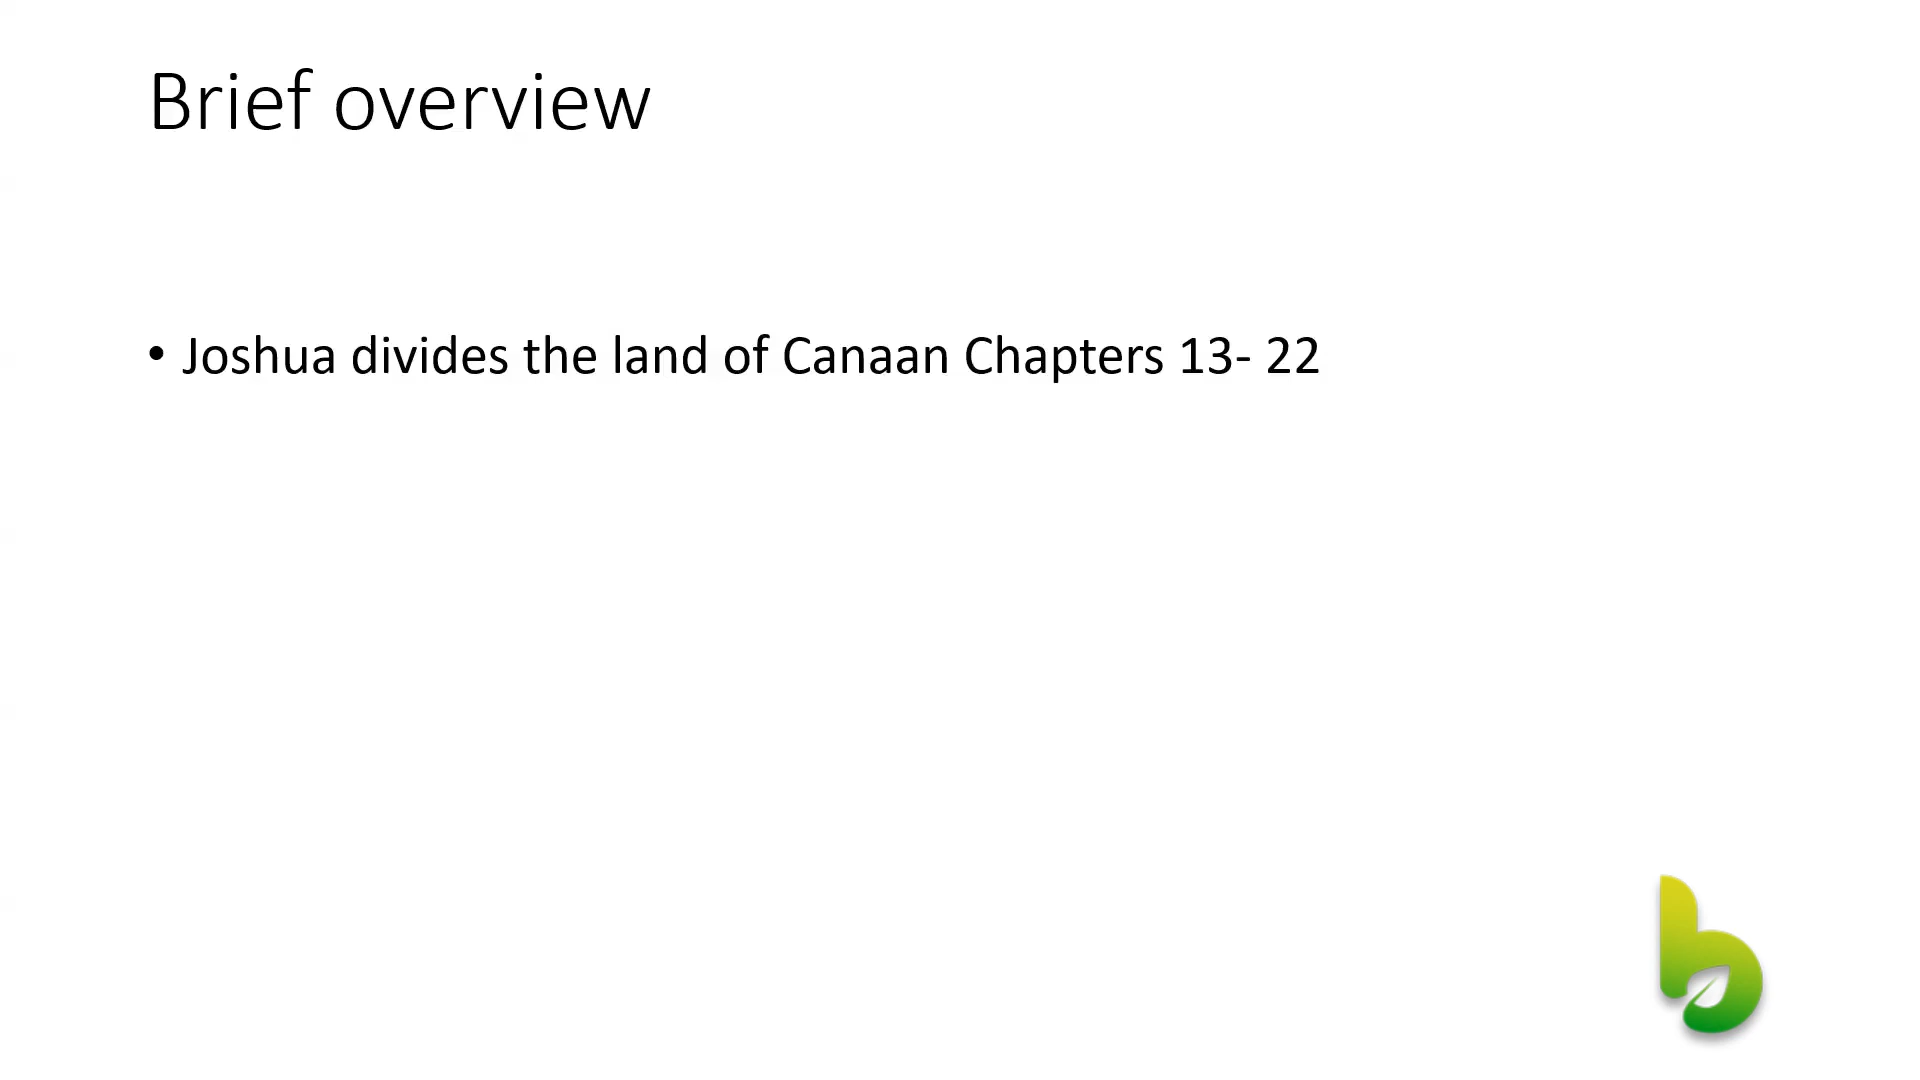 Brief overview
• Joshua divides the land of Canaan Chapters 13- 22